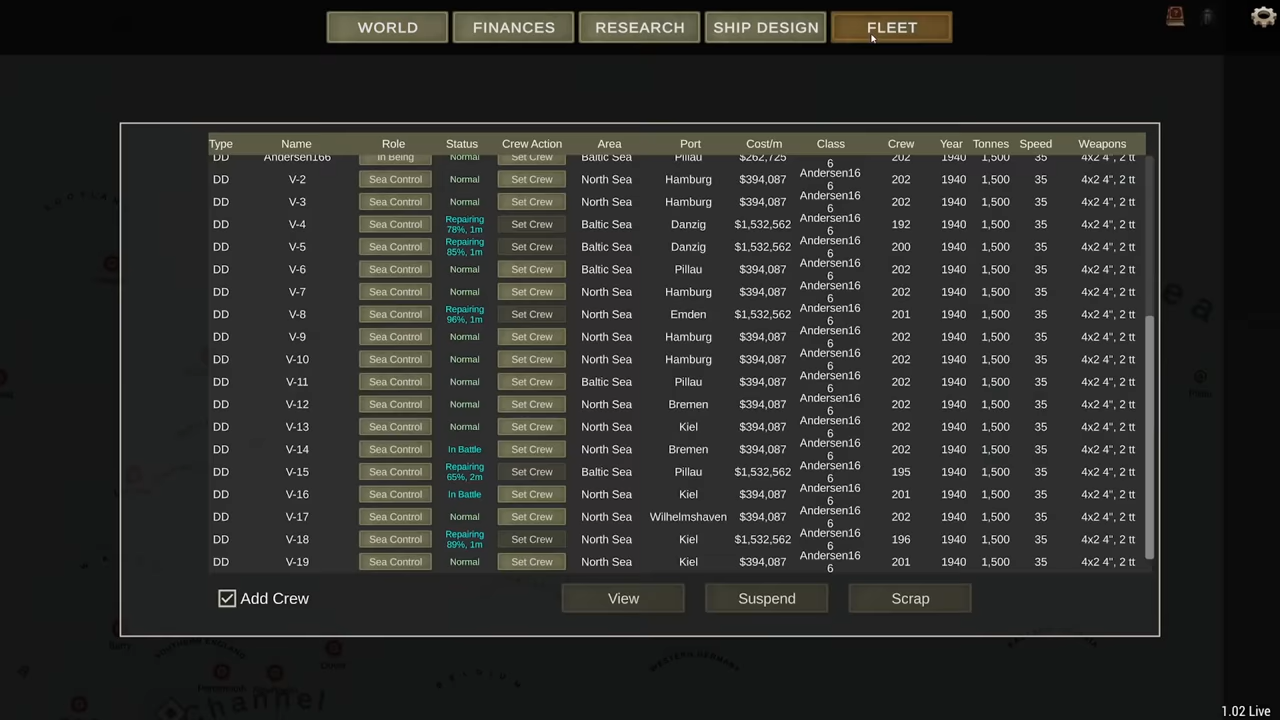 WORLD FINANCES RESEARCH SHIP DESIGN FLEET
Type Name Role Status Crew Action Area Port Cost/m Class Crew Year Tonnes Speed Weapons
DD Andersen166 In Being Normal Set Crew Baltic Sea Pillau $262,725 6 202 1940 1,500 35 4x2 4", 2 tt
DD V-2 Sea Control Normal Set Crew North Sea Hamburg $394,087 Andersen16 6 202 1940 1,500 35 4x2 4", 2 tt
DD V-3 Sea Control Normal Set Crew North Sea Hamburg $394,087 Andersen16 6 202 1940 1,500 35 4x2 4", 2 tt
DD V-4 Sea Control Repairing 78%, 1m Set Crew Baltic Sea Danzig $1,532,562 Andersen16 6 192 1940 1,500 35 4x2 4", 2 tt
DD V-5 Sea Control Repairing 85%, 1m Set Crew Baltic Sea Danzig $1,532,562 Andersen16 6 200 1940 1,500 35 4x2 4", 2 tt
DD V-6 Sea Control Normal Set Crew Baltic Sea Pillau $394,087 Andersen16 6 202 1940 1,500 35 4x2 4", 2 tt
DD V-7 Sea Control Normal Set Crew North Sea Hamburg $394,087 Andersen16 6 202 1940 1,500 35 4x2 4", 2 tt
DD V-8 Sea Control Repairing 96%, 1m Set Crew North Sea Emden $1,532,562 Andersen16 6 201 1940 1,500 35 4x2 4", 2 tt
DD V-9 Sea Control Normal Set Crew North Sea Hamburg $394,087 Andersen16 6 202 1940 1,500 35 4x2 4", 2 tt
DD V-10 Sea Control Normal Set Crew North Sea Hamburg $394,087 Andersen16 6 202 1940 1,500 35 4x2 4", 2 tt
DD V-11 Sea Control Normal Set Crew Baltic Sea Pillau $394,087 Andersen16 6 202 1940 1,500 35 4x2 4", 2 tt
DD V-12 Sea Control Normal Set Crew North Sea Bremen $394,087 Andersen16 6 202 1940 1,500 35 4x2 4", 2 tt
DD V-13 Sea Control Normal Set Crew North Sea Kiel $394,087 Andersen16 6 202 1940 1,500 35 4x2 4", 2 tt
DD V-14 Sea Control In Battle Set Crew North Sea Bremen $394,087 Andersen16 6 202 1940 1,500 35 4x2 4", 2 tt
DD V-15 Sea Control Repairing 65%, 2m Set Crew Baltic Sea Pillau $1,532,562 Andersen16 6 195 1940 1,500 35 4x2 4", 2 tt
DD V-16 Sea Control In Battle Set Crew North Sea Kiel $394,087 Andersen16 6 201 1940 1,500 35 4x2 4", 2 tt
DD V-17 Sea Control Normal Set Crew North Sea Wilhelmshaven $394,087 Andersen16 6 202 1940 1,500 35 4x2 4", 2 tt
DD V-18 Sea Control Repairing 89%, 1m Set Crew North Sea Kiel $1,532,562 Andersen16 6 196 1940 1,500 35 4x2 4", 2 tt
DD V-19 Sea Control Normal Set Crew North Sea Kiel $394,087 Andersen16 6 201 1940 1,500 35 4x2 4", 2 tt
Add Crew View Suspend Scrap
WESTERN GERMANY
channel
1.02 Live